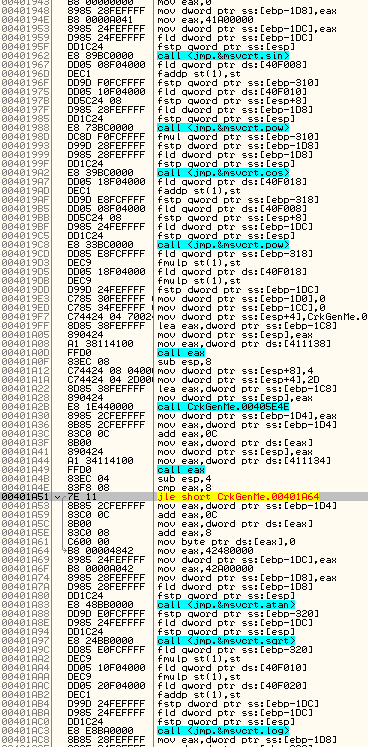 00401943 B8 00000000 mov eax,0
00401948 8985 28FEFFFF mov dword ptr ss:[ebp-1D8],eax
0040194E B8 0000A041 mov eax,41A00000
00401953 8985 24FEFFFF mov dword ptr ss:[ebp-1DC],eax
00401959 D985 24FEFFFF fld dword ptr ss:[ebp-1DC]
0040195F DD1C24 fstp qword ptr ss:[esp]
00401962 E8 89BC0000 call <jmp.&msvcrt.sin>
00401967 DD05 08F04000 fld qword ptr ds:[40F008]
0040196D DEC1 faddp st(1),st
0040196F DD9D F0FCFFFF fstp qword ptr ss:[ebp-310]
00401975 DD05 10F04000 fld qword ptr ds:[40F010]
0040197B DD5C24 08 fstp qword ptr ss:[esp+8]
0040197F D985 28FEFFFF fld dword ptr ss:[ebp-1D8]
00401985 DD1C24 fstp qword ptr ss:[esp]
00401988 E8 73BC0000 call <jmp.&msvcrt.pow>
0040198D DC8D F0FCFFFF fmul qword ptr ss:[ebp-310]
00401993 D99D 28FEFFFF fstp dword ptr ss:[ebp-1D8]
00401999 D985 28FEFFFF fld dword ptr ss:[ebp-1D8]
0040199F DD1C24 fstp qword ptr ss:[esp]
004019A2 E8 39BC0000 call <jmp.&msvcrt.cos>
004019A7 DD05 18F04000 fld qword ptr ds:[40F018]
004019AD DEC1 faddp st(1),st
004019AF DD9D E8FCFFFF fstp qword ptr ss:[ebp-318]
004019B5 DD05 08F04000 fld qword ptr ds:[40F008]
004019BB DD5C24 08 fstp qword ptr ss:[esp+8]
004019BF D985 24FEFFFF fld dword ptr ss:[ebp-1DC]
004019C5 DD1C24 fstp qword ptr ss:[esp]
004019C8 E8 33BC0000 call <jmp.&msvcrt.pow>
004019CD DD85 E8FCFFFF fld qword ptr ss:[ebp-318]
004019D3 DEC9 fmulp st(1),st
004019D5 DD05 18F04000 fld qword ptr ds:[40F018]
004019DB DEC9 fmulp st(1),st
004019DD D99D 24FEFFFF fstp dword ptr ss:[ebp-1DC]
004019E3 C785 30FEFFFF mov dword ptr ss:[ebp-1D0],0
004019ED C785 34FEFFFF mov dword ptr ss:[ebp-1CC],CrkGenMe.
004019F7 C74424 04 7002 mov dword ptr ss:[esp+4],CrkGenMe.0
004019FF 8D85 38FEFFFF lea eax,dword ptr ss:[ebp-1C8]
00401A05 890424 mov dword ptr ss:[esp],eax
00401A08 A1 38114100 mov eax,dword ptr ds:[411138]
00401A0D FFD0 call eax
00401A0F 83EC 08 sub esp,8
00401A12 C74424 08 0400 mov dword ptr ss:[esp+8],4
00401A1A C74424 04 2D00 mov dword ptr ss:[esp+4],2D
00401A22 8D85 38FEFFFF lea eax,dword ptr ss:[ebp-1C8]
00401A28 890424 mov dword ptr ss:[esp],eax
00401A2B E8 1E440000 call CrkGenMe.00405E4E
00401A30 8985 2CFEFFFF mov dword ptr ss:[ebp-1D4],eax
00401A36 8B85 2CFEFFFF mov eax,dword ptr ss:[ebp-1D4]
00401A3C 83C0 0C add eax,0C
00401A3F 8B00 mov eax,dword ptr ds:[eax]
00401A41 890424 mov dword ptr ss:[esp],eax
00401A44 A1 34114100 mov eax,dword ptr ds:[411134]
00401A49 FFD0 call eax
00401A4B 83EC 04 sub esp,4
00401A4E 83F8 08 cmp eax,8
00401A51 7E 11 jle short CrkGenMe.00401A64
00401A53 8B85 2CFEFFFF mov eax,dword ptr ss:[ebp-1D4]
00401A59 83C0 0C add eax,0C
00401A5C 8B00 mov eax,dword ptr ds:[eax]
00401A5E 83C0 08 add eax,8
00401A61 C600 00 mov byte ptr ds:[eax],0
00401A64 B8 00004842 mov eax,42480000
00401A69 8985 24FEFFFF mov dword ptr ss:[ebp-1DC],eax
00401A6F B8 0000A042 mov eax,42A00000
00401A74 8985 28FEFFFF mov dword ptr ss:[ebp-1D8],eax
00401A7A D985 28FEFFFF fld dword ptr ss:[ebp-1D8]
00401A80 DD1C24 fstp qword ptr ss:[esp]
00401A83 E8 48BB0000 call <jmp.&msvcrt.atan>
00401A88 DD9D E0FCFFFF fstp qword ptr ss:[ebp-320]
00401A8E D985 24FEFFFF fld dword ptr ss:[ebp-1DC]
00401A94 DD1C24 fstp qword ptr ss:[esp]
00401A97 E8 24BB0000 call <jmp.&msvcrt.sqrt>
00401A9C DD85 E0FCFFFF fld qword ptr ss:[ebp-320]
00401AA2 DEC9 fmulp st(1),st
00401AA4 DD05 10F04000 fld qword ptr ds:[40F010]
00401AAA DEC9 fmulp st(1),st
00401AAC DD05 20F04000 fld qword ptr ds:[40F020]
00401AB2 DEC1 faddp st(1),st
00401AB4 D99D 24FEFFFF fstp dword ptr ss:[ebp-1DC]
00401ABA D985 24FEFFFF fld dword ptr ss:[ebp-1DC]
00401AC0 DD1C24 fstp qword ptr ss:[esp]
00401AC3 E8 E8BA0000 call <jmp.&msvcrt.log>
00401AC8 8B85 28FEFFFF mov eax,dword ptr ss:[ebp-1D8]